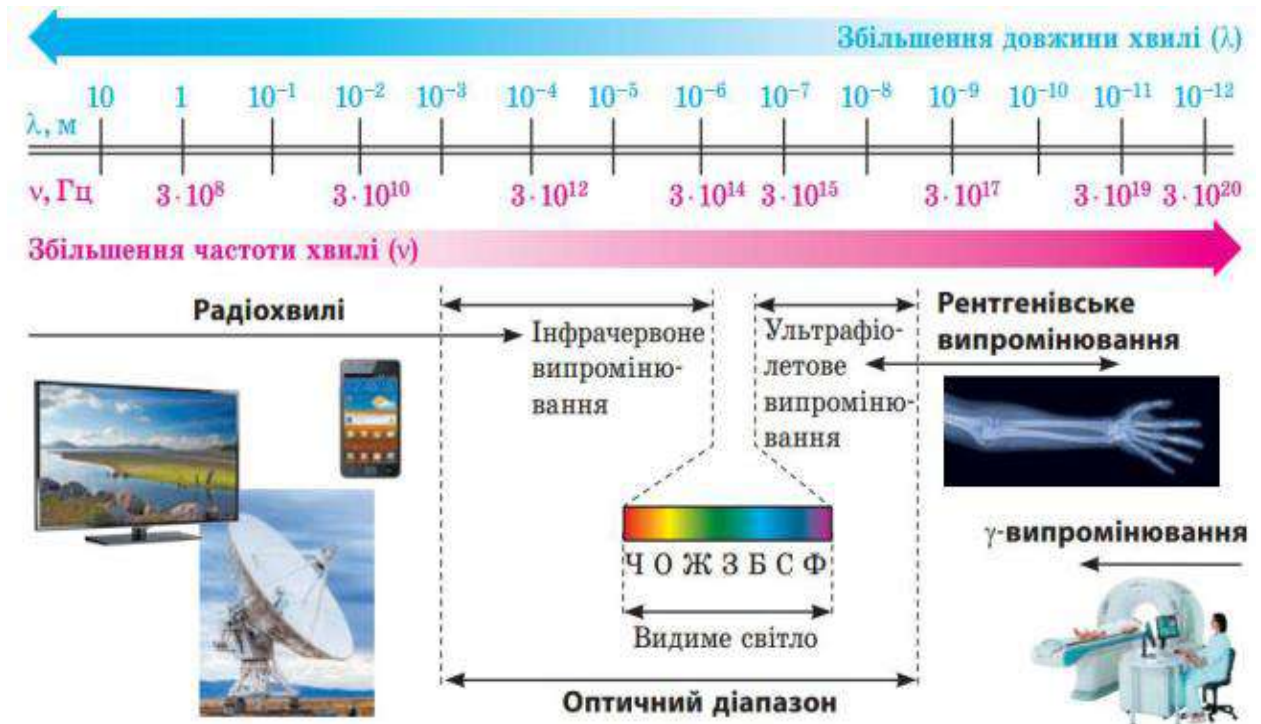 Збільшення довжини хвилі (λ)
10 1 10⁻¹ 10⁻² 10⁻³ 10⁻⁴ 10⁻⁵ 10⁻⁶ 10⁻⁷ 10⁻⁸ 10⁻⁹ 10⁻¹⁰ 10⁻¹¹ 10⁻¹²
λ, м
ν, Гц 3·10⁸ 3·10¹⁰ 3·10¹² 3·10¹⁴ 3·10¹⁵ 3·10¹⁷ 3·10¹⁹ 3·10²⁰
Збільшення частоти хвилі (ν)
Радіохвилі
Інфрачервоне
випроміню-
вання
Ультрафіо-
летове
випроміню-
вання
Рентгенівське
випромінювання
Ч О Ж З Б С Ф
Видиме світло
γ-випромінювання
Оптичний діапазон